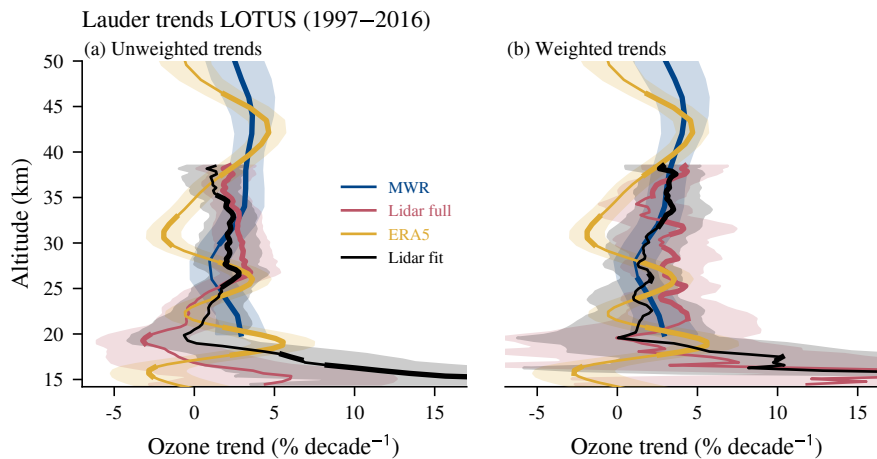 Lauder trends LOTUS (1997−2016)
(a) Unweighted trends
(b) Weighted trends
50
45
40
35
30
25
20
15
Altitude (km)
MWR
Lidar full
ERA5
Lidar fit
-5 0 5 10 15
-5 0 5 10 15
Ozone trend (% decade⁻¹)
Ozone trend (% decade⁻¹)